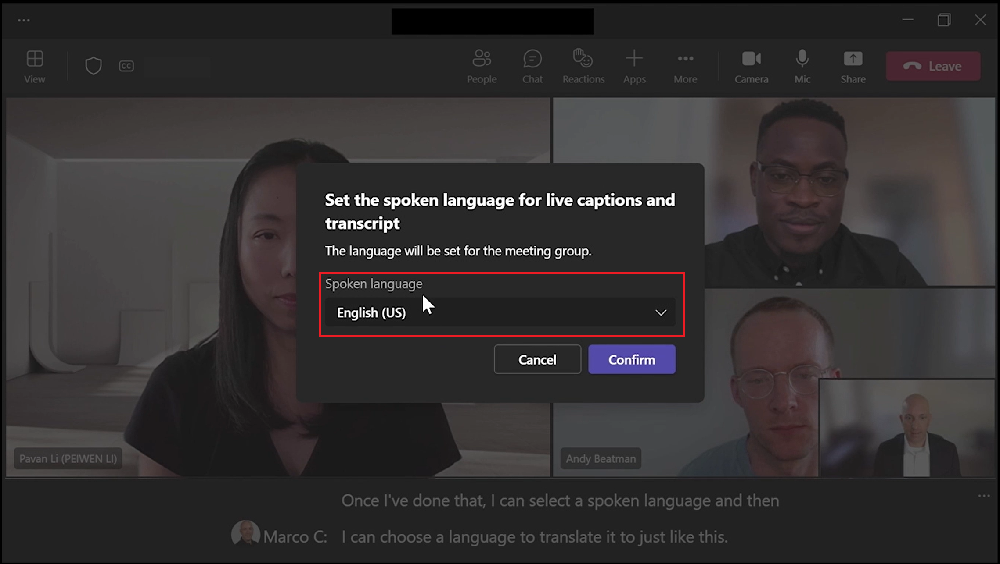 View
CC
People
Chat
Reactions
Apps
More
Camera
Mic
Share
Leave
Set the spoken language for live captions and
transcript
The language will be set for the meeting group.
Spoken language
English (US)
Cancel
Confirm
Pavan Li (PEIWEN LI)
Andy Beatman
Once I've done that, I can select a spoken language and then
Marco C: I can choose a language to translate it to just like this.